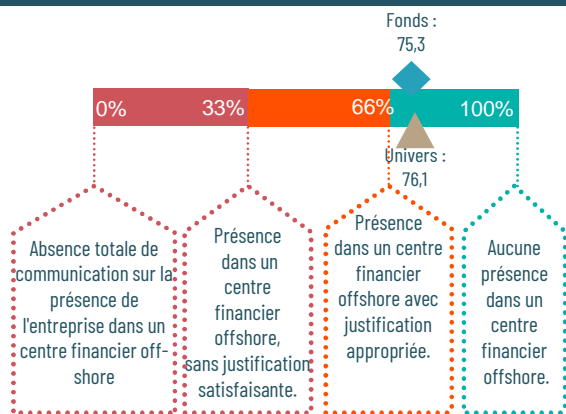 Fonds :
75,3
0%
33%
66%
100%
Univers :
76,1
Absence totale de
communication sur la
présence de
l'entreprise dans un
centre financier off-
shore
Présence
dans un
centre
financier
offshore,
sans justification
satisfaisante.
Présence
dans un centre
financier
offshore avec
justification
appropriée.
Aucune
présence
dans un
centre
financier
offshore.